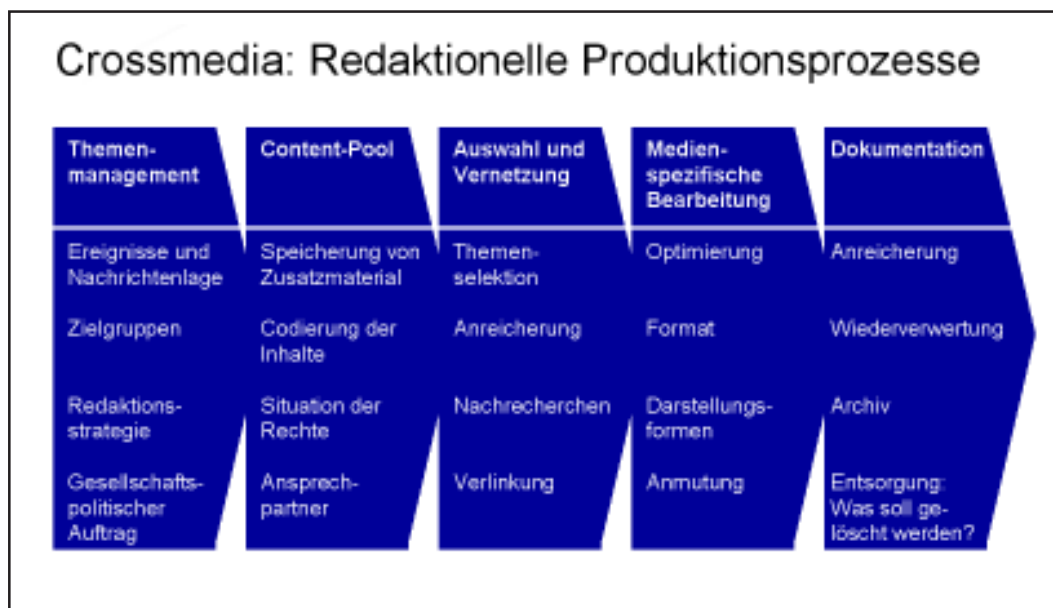 Crossmedia: Redaktionelle Produktionsprozesse
Themen-
management
Ereignisse und
Nachrichtenlage
Zielgruppen
Redaktions-
strategie
Gesellschafts-
politischer
Auftrag
Content-Pool
Speicherung von
Zusatzmaterial
Codierung der
Inhalte
Situation der
Rechte
Ansprech-
partner
Auswahl und
Vernetzung
Themen-
selektion
Anreicherung
Nachrecherchen
Verlinkung
Medien-
spezifische
Bearbeitung
Optimierung
Format
Darstellungs-
formen
Anmutung
Dokumentation
Anreicherung
Wiederverwertung
Archiv
Entsorgung:
Was soll ge-
löscht werden?